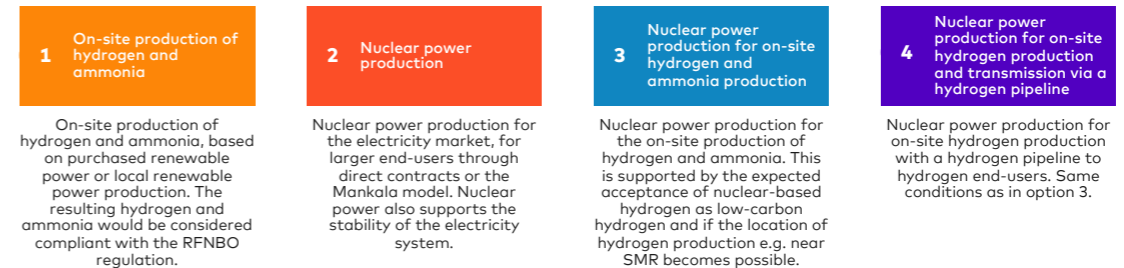 1
On-site production of
hydrogen and
ammonia
On-site production of
hydrogen and ammonia, based
on purchased renewable
power or local renewable
power production. The
resulting hydrogen and
ammonia would be considered
compliant with the RFNBO
regulation.
2
Nuclear power
production
Nuclear power production for
the electricity market, for
larger end-users through
direct contracts or the
Mankala model. Nuclear
power also supports the
stability of the electricity
system.
3
Nuclear power
production for on-site
hydrogen and
ammonia production
Nuclear power production for
the on-site production of
hydrogen and ammonia. This
is supported by the expected
acceptance of nuclear-based
hydrogen as low-carbon
hydrogen and if the location of
hydrogen production e.g. near
SMR becomes possible.
4
Nuclear power
production for on-site
hydrogen production
and transmission via a
hydrogen pipeline
Nuclear power production for
on-site hydrogen production
with a hydrogen pipeline to
hydrogen end-users. Same
conditions as in option 3.